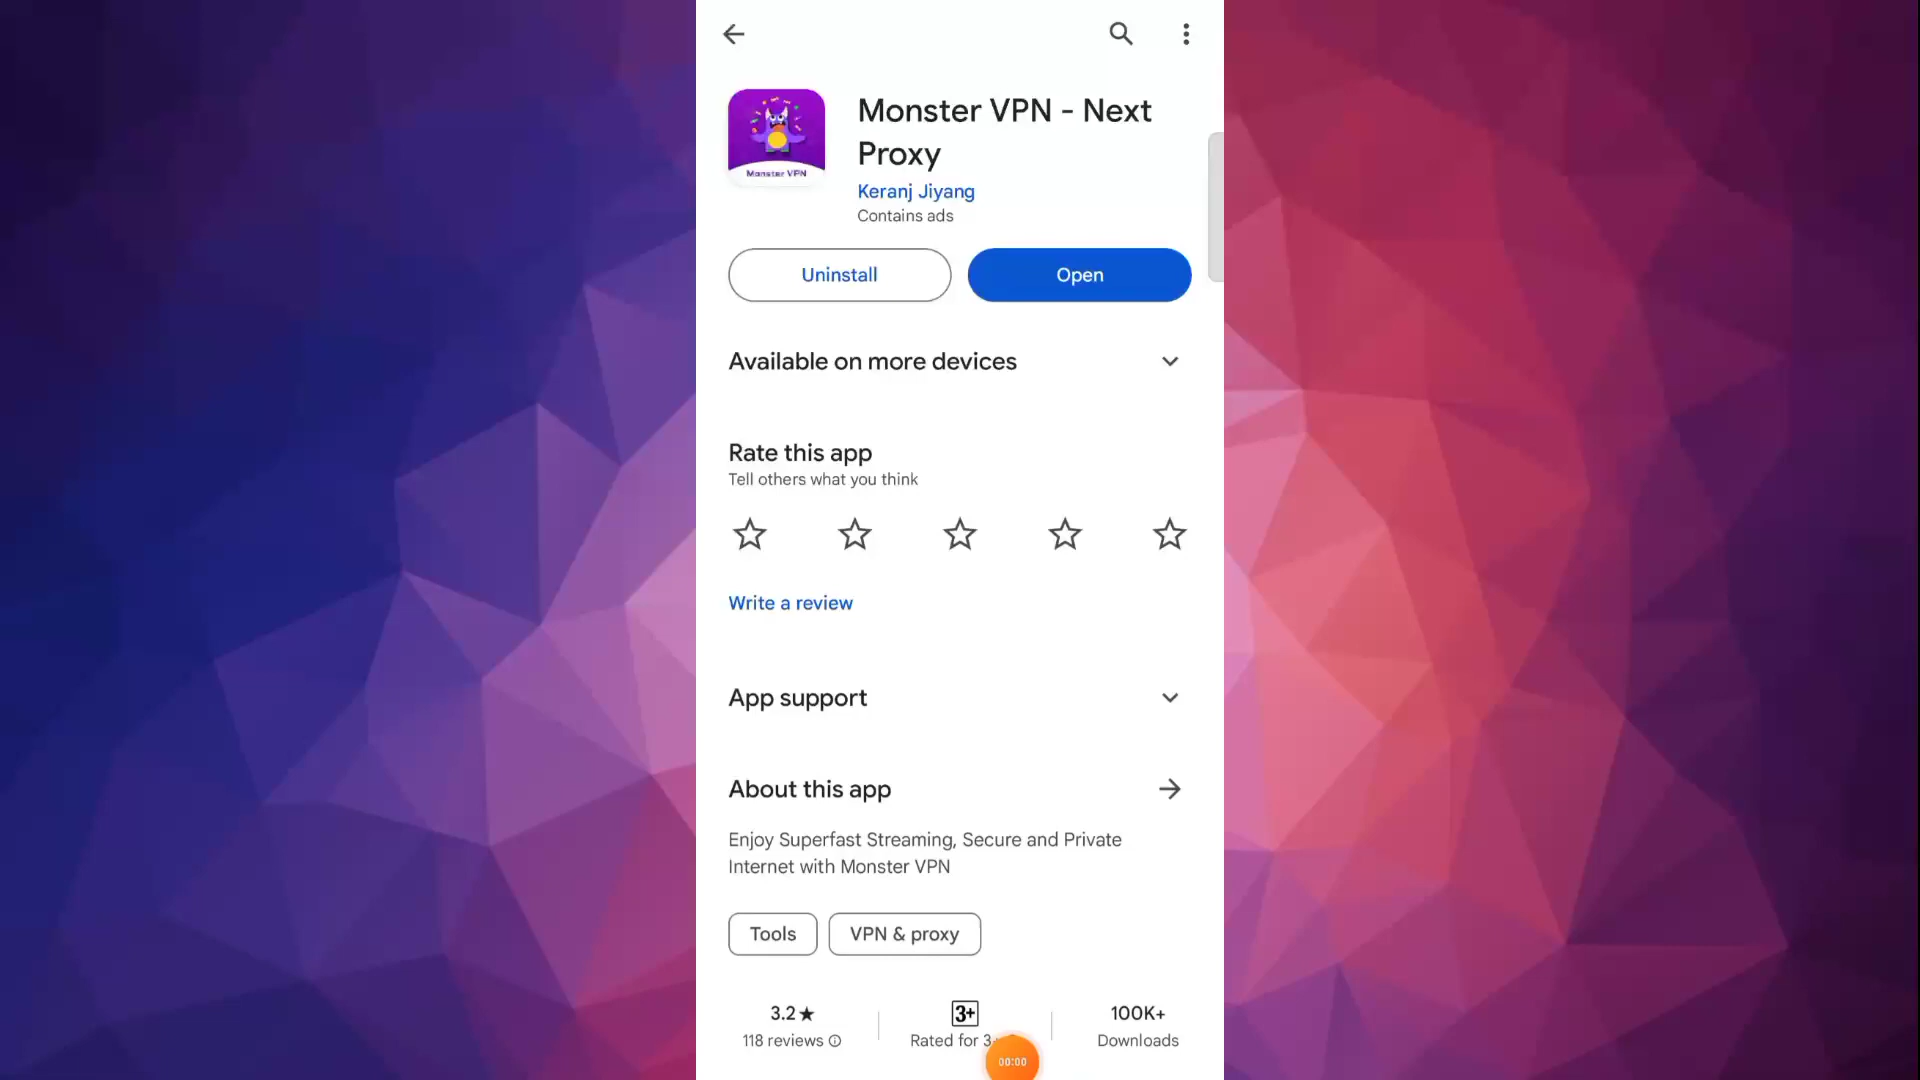 Monster VPN - Next
Proxy
Monster VPN
Keranj Jiyang
Contains ads
Uninstall
Open
Available on more devices
Rate this app
Tell others what you think
Write a review
App support
About this app
Enjoy Superfast Streaming, Secure and Private
Internet with Monster VPN
Tools
VPN & proxy
3.2★
3+
100K+
118 reviews
Rated for 3
Downloads
00:00